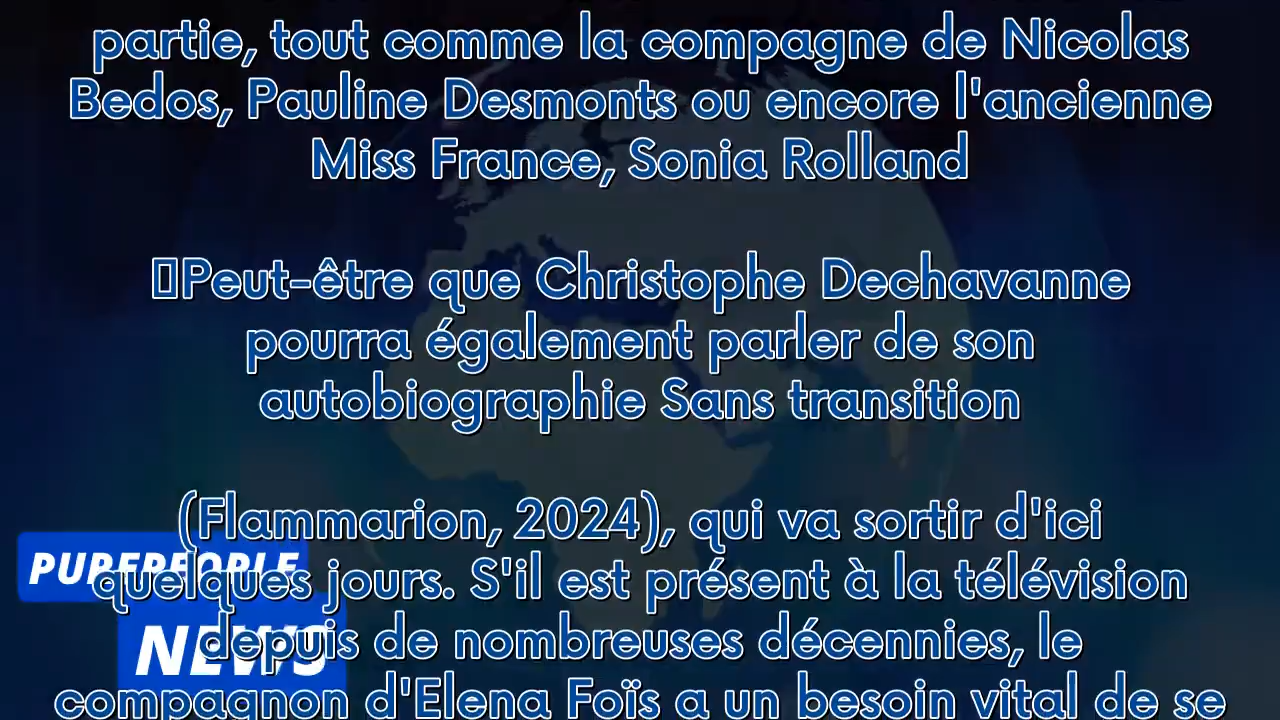 partie, tout comme la compagne de Nicolas
Bedos, Pauline Desmonts ou encore l'ancienne
Miss France, Sonia Rolland
Peut-être que Christophe Dechavanne
pourra également parler de son
autobiographie Sans transition
(Flammarion, 2024), qui va sortir d'ici
quelques jours. S'il est présent à la télévision
depuis de nombreuses décennies, le
compagnon d'Elena Foïs a un besoin vital de se
PUREPEOPLE
NEWS